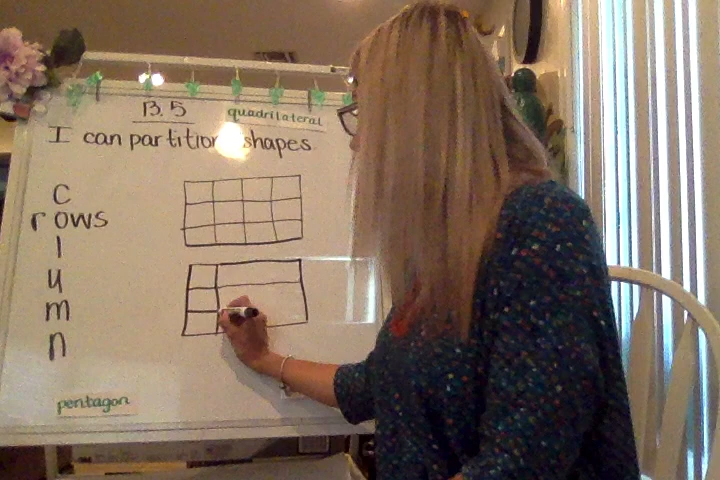 13.5
quadrilateral
I can partition shapes.
C
rows
l
u
m
n
pentagon